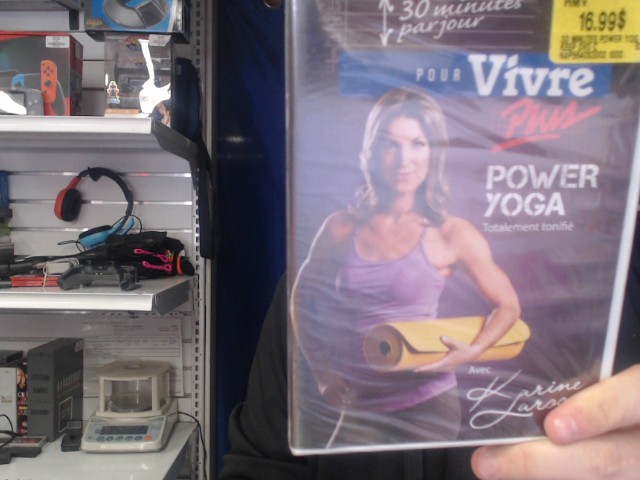 30 minutes
par jour
16.99$
POUR Vivre
Plus
POWER
YOGA
Totalement tonifié
Avec
Karine